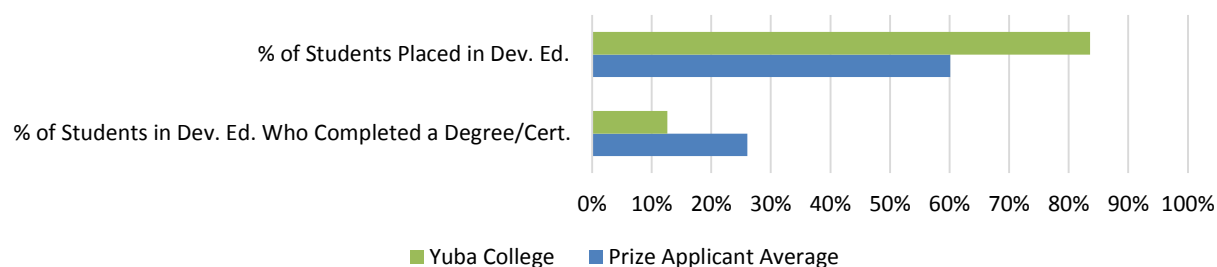 % of Students Placed in Dev. Ed.
% of Students in Dev. Ed. Who Completed a Degree/Cert.
0% 10% 20% 30% 40% 50% 60% 70% 80% 90% 100%
Yuba College Prize Applicant Average